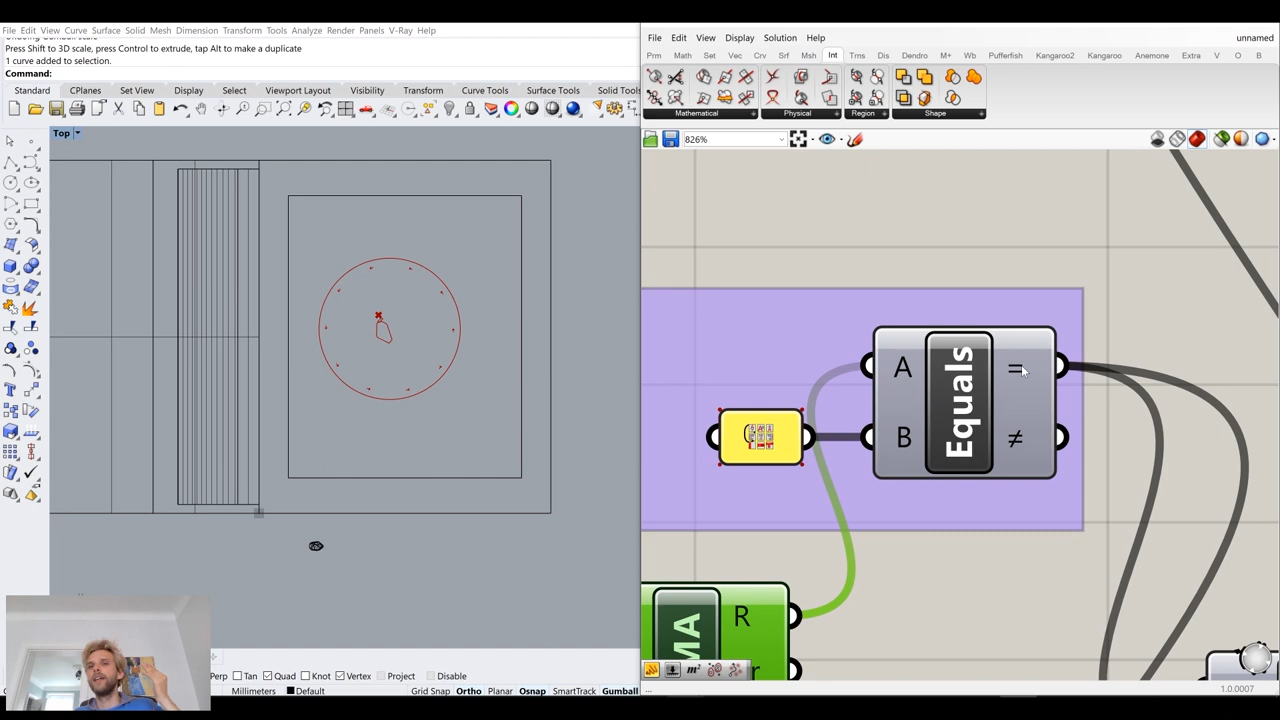 File Edit View Curve Surface Solid Mesh Dimension Transform Tools Analyze Render Panels V-Ray Help
Press Shift to 3D scale, press Control to extrude, tap Alt to make a duplicate
1 curve added to selection.
Command:
Standard CPlanes Set View Display Select Viewport Layout Visibility Transform Curve Tools Surface Tools Solid Tools
Top
Perp Tan Quad Knot Vertex Project Disable
Millimeters Default Grid Snap Ortho Planar Osnap SmartTrack Gumball
File Edit View Display Solution Help unnamed
Prm Math Set Vec Crv Srf Msh Int Trns Dis Dendro M+ Wb Pufferfish Kangaroo2 Kangaroo Anemone Extra V O B
Mathematical Physical Region Shape
826%
A Equals =
B ≠
MA R
r
... 1.0.0007